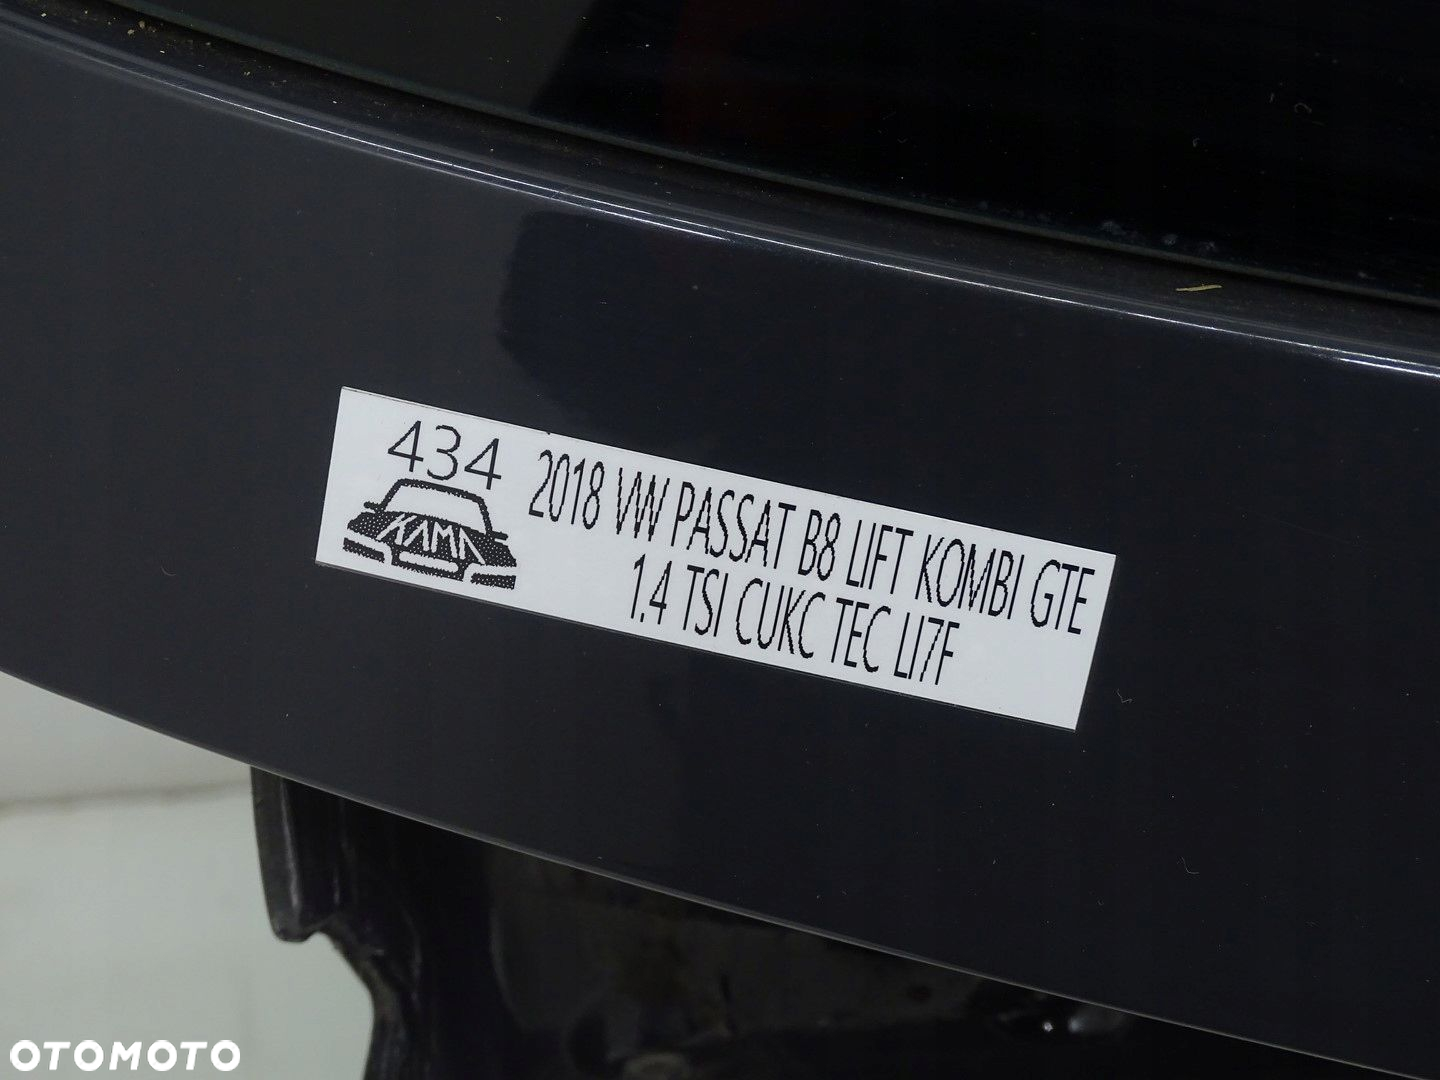 434
KAMA
2018 VW PASSAT B8 LIFT KOMBI GTE
1.4 TSI CUKC TEC LI7F
OTOMOTO